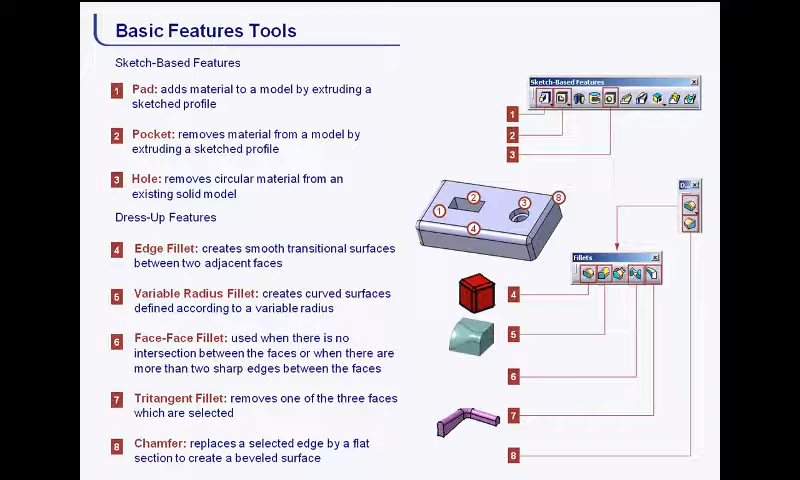 Basic Features Tools
Sketch-Based Features
1 Pad: adds material to a model by extruding a
sketched profile
2 Pocket: removes material from a model by
extruding a sketched profile
3 Hole: removes circular material from an
existing solid model
Dress-Up Features
4 Edge Fillet: creates smooth transitional surfaces
between two adjacent faces
5 Variable Radius Fillet: creates curved surfaces
defined according to a variable radius
6 Face-Face Fillet: used when there is no
intersection between the faces or when there are
more than two sharp edges between the faces
7 Tritangent Fillet: removes one of the three faces
which are selected
8 Chamfer: replaces a selected edge by a flat
section to create a beveled surface
Sketch-Based Features
1
2
3
1
2
3
8
4
D...
Fillets
4
5
6
7
8